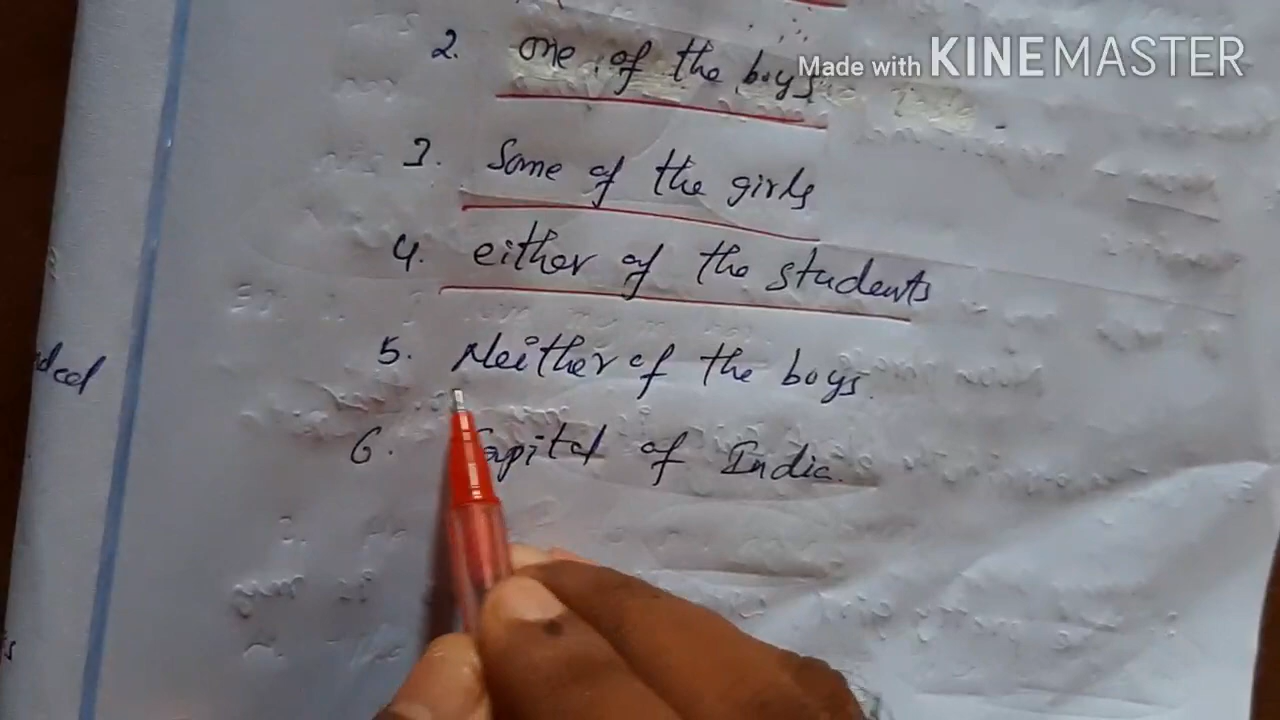 2. one of the boys
Made with KINEMASTER
3. Some of the girls
4. either of the students
5. Neither of the boys.
6. Capital of India.